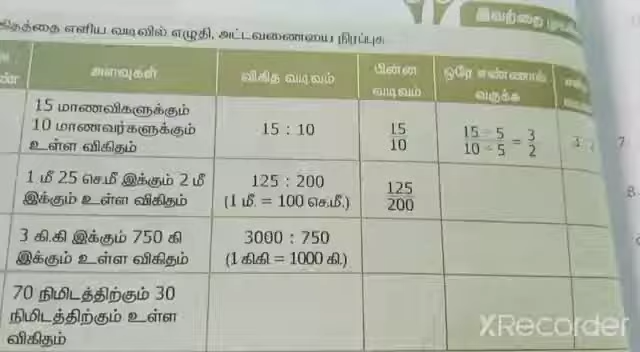 இவற்றை
விகிதத்தை எளிய வடிவில் எழுதி, அட்டவணையை நிரப்புக
அளவுகள்
விகித வடிவம்
பின்ன
வடிவம்
ஒரே எண்ணால்
வகுக்க
15 மாணவிகளுக்கும்
10 மாணவர்களுக்கும்
உள்ள விகிதம்
15 : 10
15
10
15 ÷ 5 = 3
10 ÷ 5 2
1 மீ 25 செ.மீ இக்கும் 2 மீ
இக்கும் உள்ள விகிதம்
125 : 200
(1 மீ. = 100 செ.மீ.)
125
200
3 கி.கி இக்கும் 750 கி
இக்கும் உள்ள விகிதம்
3000 : 750
(1 கிகி = 1000 கி.)
70 நிமிடத்திற்கும் 30
நிமிடத்திற்கும் உள்ள
விகிதம்
7
8
XRecorder